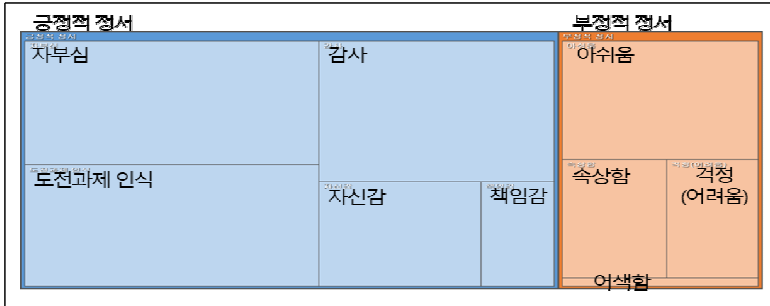 긍정적 정서
부정적 정서
자부심
감사
아쉬움
도전과제 인식
자신감
책임감
속상함
걱정
(어려움)
어색함